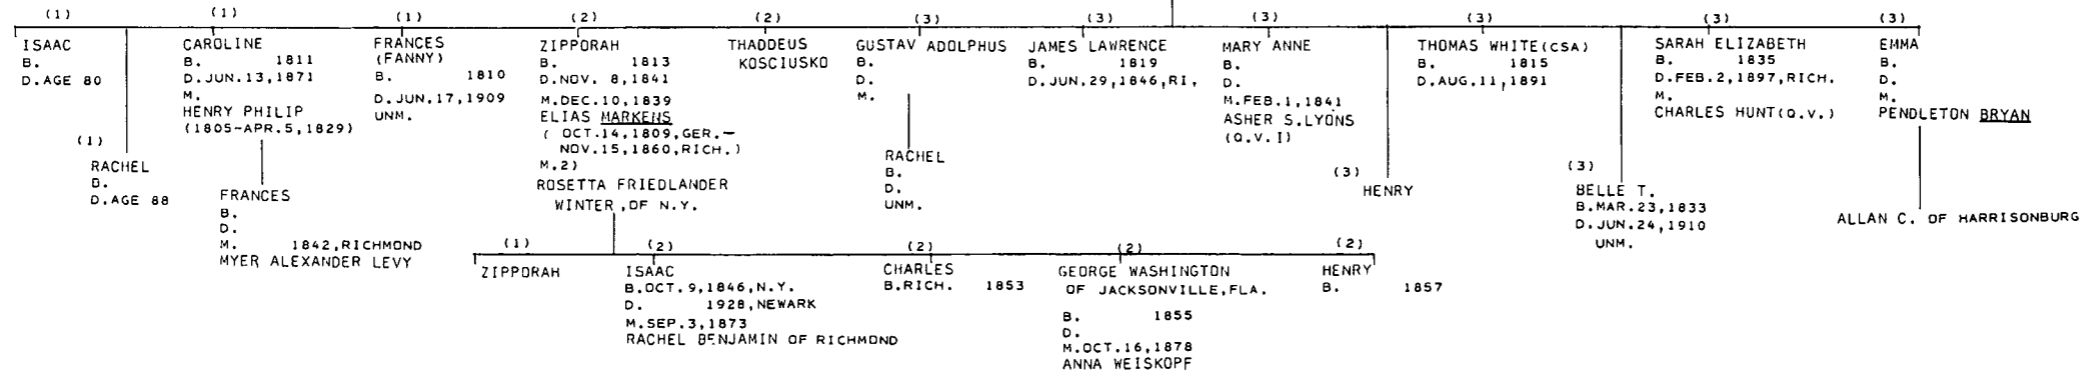 (1)
ISAAC
B.
D.AGE 80
(1)
RACHEL
B.
D.AGE 88
(1)
CAROLINE
B. 1811
D.JUN.13,1871
M.
HENRY PHILIP
(1805-APR.5,1829)
FRANCES
B.
D.
M. 1842,RICHMOND
MYER ALEXANDER LEVY
(1)
FRANCES
(FANNY)
B. 1810
D.JUN.17,1909
UNM.
(2)
ZIPPORAH
B. 1813
D.NOV. 8,1841
M.DEC.10,1839
ELIAS MARKENS
( OCT.14,1809,GER.-
NOV.15,1860,RICH.)
M.2)
ROSETTA FRIEDLANDER
WINTER ,OF N.Y.
(1)
ZIPPORAH
(2)
ISAAC
B.OCT.9,1846,N.Y.
D. 1928,NEWARK
M.SEP.3,1873
RACHEL BENJAMIN OF RICHMOND
(2)
CHARLES
B.RICH. 1853
(2)
GEORGE WASHINGTON
OF JACKSONVILLE,FLA.
B. 1855
D.
M.OCT.16,1878
ANNA WEISKOPF
(2)
HENRY
B. 1857
(2)
THADDEUS
KOSCIUSKO
(3)
GUSTAV ADOLPHUS
B.
D.
M.
RACHEL
B.
D.
UNM.
(3)
JAMES LAWRENCE
B. 1819
D.JUN.29,1846,RI,
(3)
MARY ANNE
B.
D.
M.FEB.1,1841
ASHER S.LYONS
(Q.V.I)
(3)
HENRY
(3)
THOMAS WHITE(CSA)
B. 1815
D.AUG.11,1891
(3)
BELLE T.
B.MAR.23,1833
D.JUN.24,1910
UNM.
(3)
SARAH ELIZABETH
B. 1835
D.FEB.2,1897,RICH.
M.
CHARLES HUNT(Q.V.)
(3)
EMMA
B.
D.
M.
PENDLETON BRYAN
ALLAN C. OF HARRISONBURG